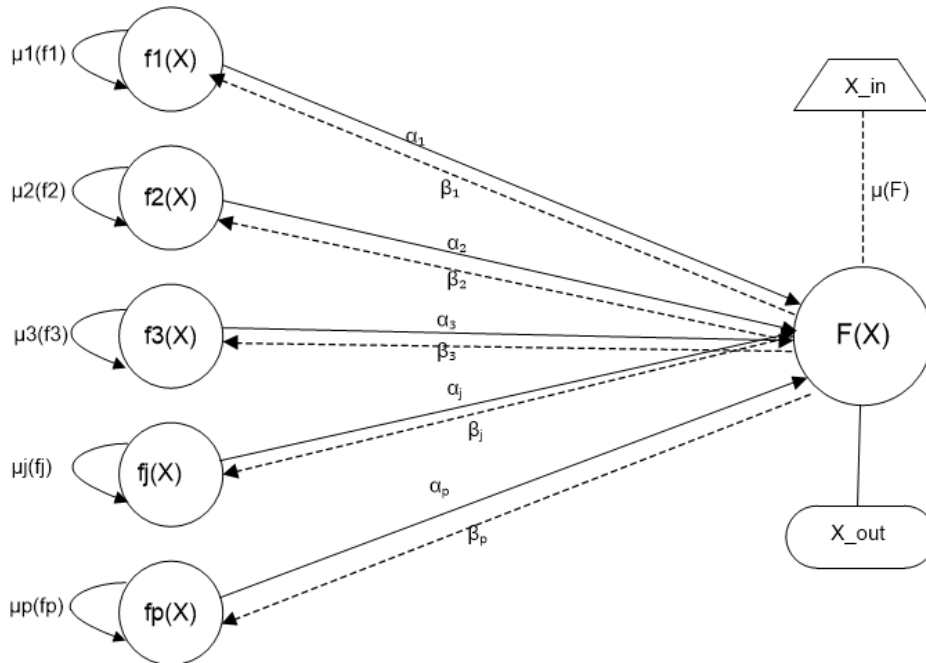 μ1(f1)
f1(X)
X_in
α₁
β₁
μ2(f2)
f2(X)
μ(F)
α₂
β₂
μ3(f3)
f3(X)
α₃
β₃
F(X)
αⱼ
βⱼ
μj(fj)
fj(X)
αₚ
βₚ
X_out
μp(fp)
fp(X)